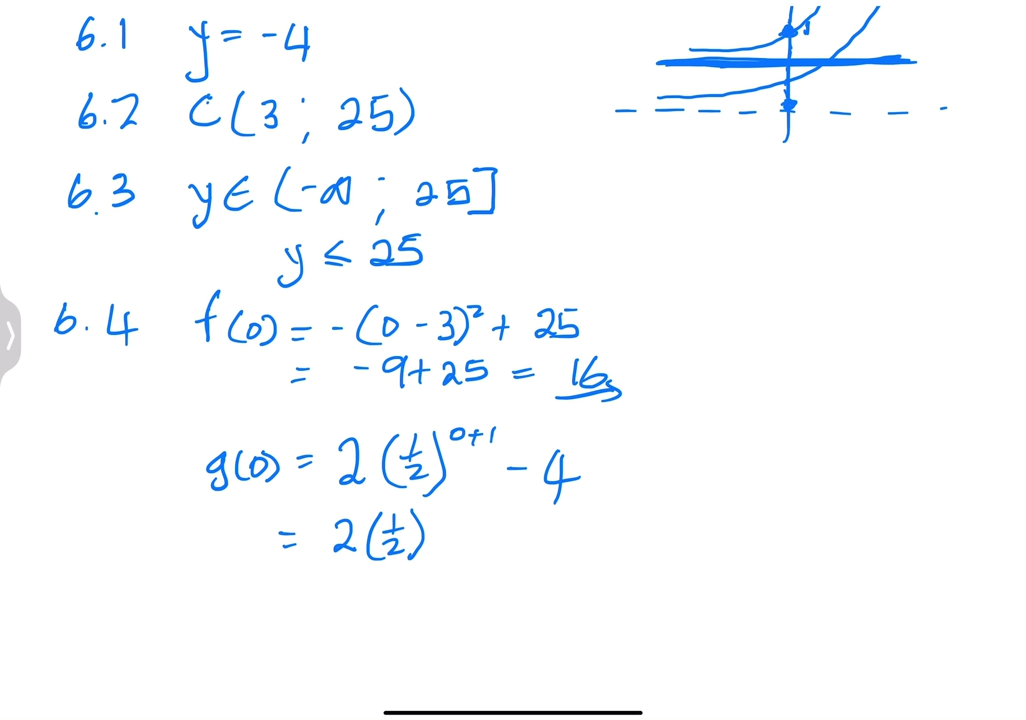 6.1 y = -4
6.2 C(3 ; 25)
6.3 y ∈ (-∞ ; 25]
y ≤ 25
6.4 f(0) = -(0 - 3)² + 25
= -9 + 25 = 16
g(0) = 2(1/2)^(0+1) - 4
= 2(1/2)